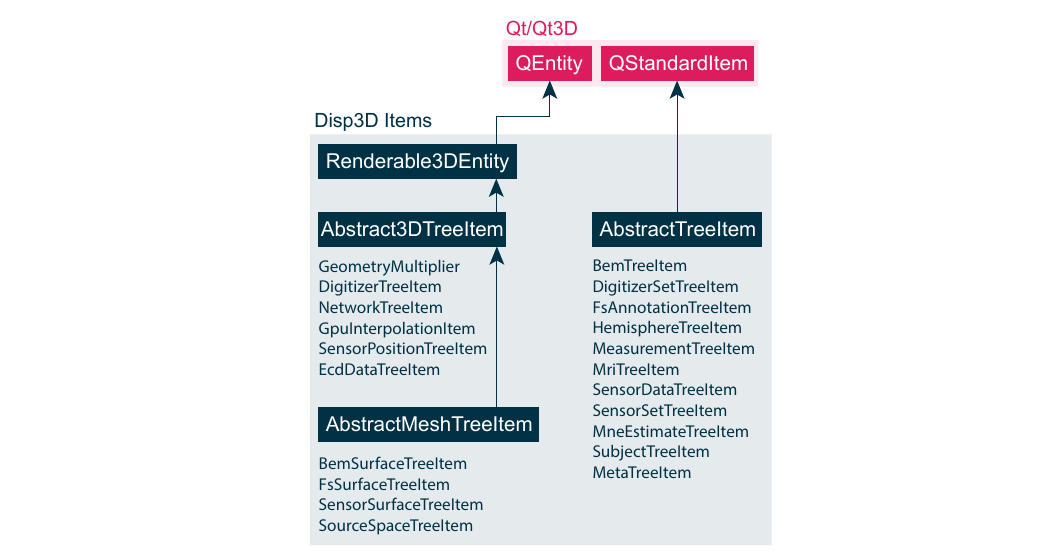 Qt/Qt3D
QEntity
QStandardItem
Disp3D Items
Renderable3DEntity
Abstract3DTreeItem
GeometryMultiplier
DigitizerTreeItem
NetworkTreeItem
GpuInterpolationItem
SensorPositionTreeItem
EcdDataTreeItem
AbstractMeshTreeItem
BemSurfaceTreeItem
FsSurfaceTreeItem
SensorSurfaceTreeItem
SourceSpaceTreeItem
AbstractTreeItem
BemTreeItem
DigitizerSetTreeItem
FsAnnotationTreeItem
HemisphereTreeItem
MeasurementTreeItem
MriTreeItem
SensorDataTreeItem
SensorSetTreeItem
MneEstimateTreeItem
SubjectTreeItem
MetaTreeItem